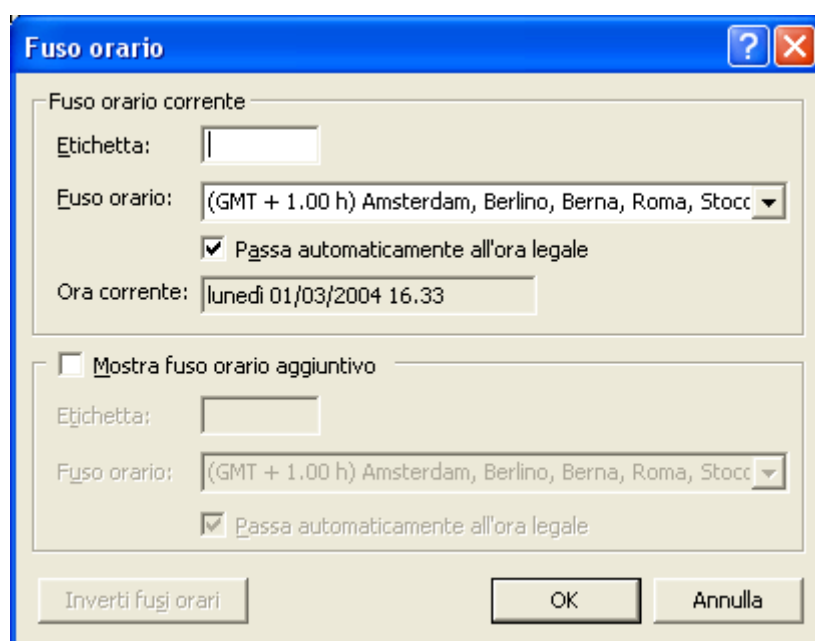 Fuso orario
Fuso orario corrente
Etichetta:
Fuso orario: (GMT + 1.00 h) Amsterdam, Berlino, Berna, Roma, Stocc
Passa automaticamente all'ora legale
Ora corrente: lunedì 01/03/2004 16.33
Mostra fuso orario aggiuntivo
Etichetta:
Fuso orario: (GMT + 1.00 h) Amsterdam, Berlino, Berna, Roma, Stocc
Passa automaticamente all'ora legale
Inverti fusi orari OK Annulla